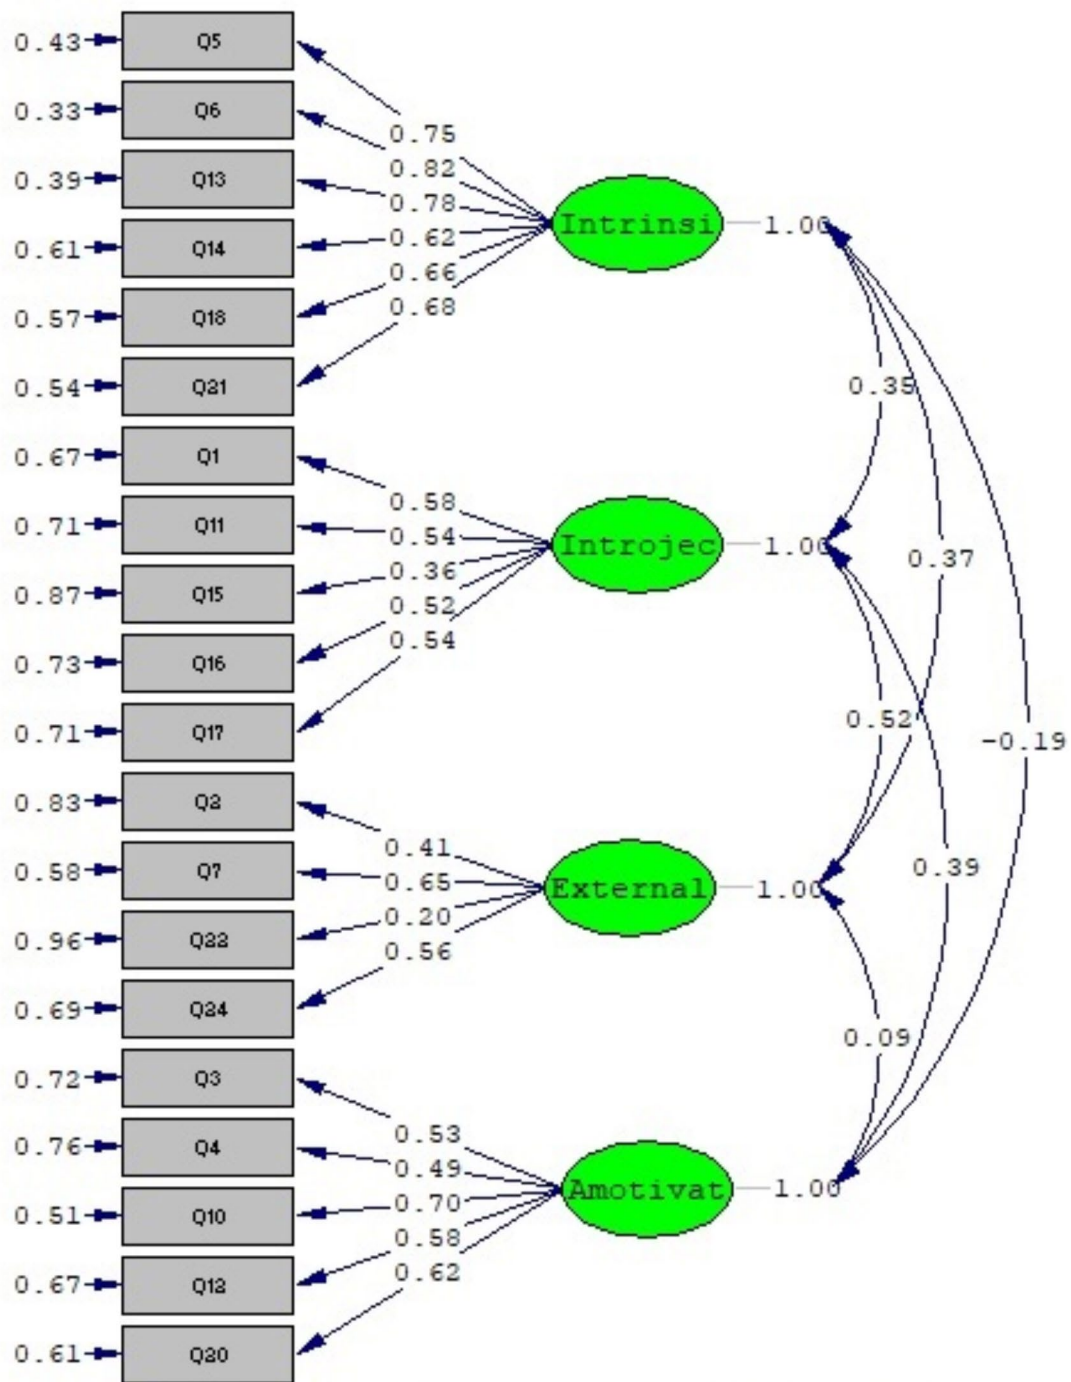 0.43 Q5
0.33 Q6
0.75
0.82
0.39 Q13
0.78
Intrinsi 1.00
0.62
0.61 Q14
0.66
0.68
0.57 Q18
0.54 Q21
0.35
0.67 Q1
0.58
0.71 Q11
0.54
Introjec 1.00
0.37
0.36
0.87 Q15
0.52
0.54
0.73 Q16
0.52
0.71 Q17
-0.19
0.83 Q2
0.41
0.58 Q7
0.65
0.39
External 1.00
0.20
0.96 Q22
0.56
0.69 Q24
0.09
0.72 Q3
0.53
0.76 Q4
0.49
Amotivat 1.00
0.70
0.51 Q10
0.58
0.62
0.67 Q12
0.61 Q20